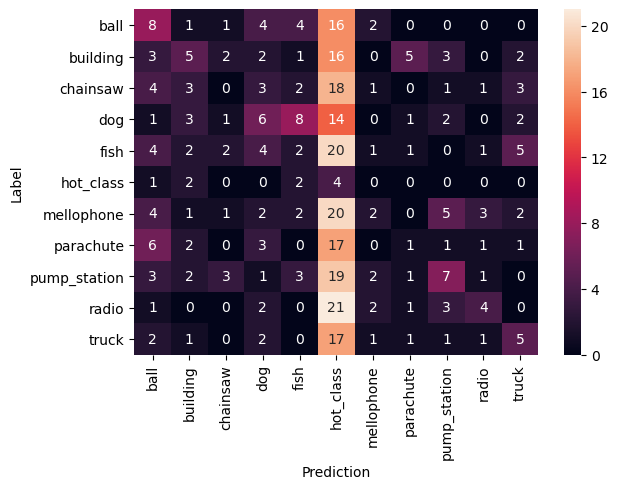 ball 8 1 1 4 4 16 2 0 0 0 0
building 3 5 2 2 1 16 0 5 3 0 2
chainsaw 4 3 0 3 2 18 1 0 1 1 3
dog 1 3 1 6 8 14 0 1 2 0 2
fish 4 2 2 4 2 20 1 1 0 1 5
hot_class 1 2 0 0 2 4 0 0 0 0 0
mellophone 4 1 1 2 2 20 2 0 5 3 2
parachute 6 2 0 3 0 17 0 1 1 1 1
pump_station 3 2 3 1 3 19 2 1 7 1 0
radio 1 0 0 2 0 21 2 1 3 4 0
truck 2 1 0 2 0 17 1 1 1 1 5
Label
ball building chainsaw dog fish hot_class mellophone parachute pump_station radio truck
Prediction
20
16
12
8
4
0